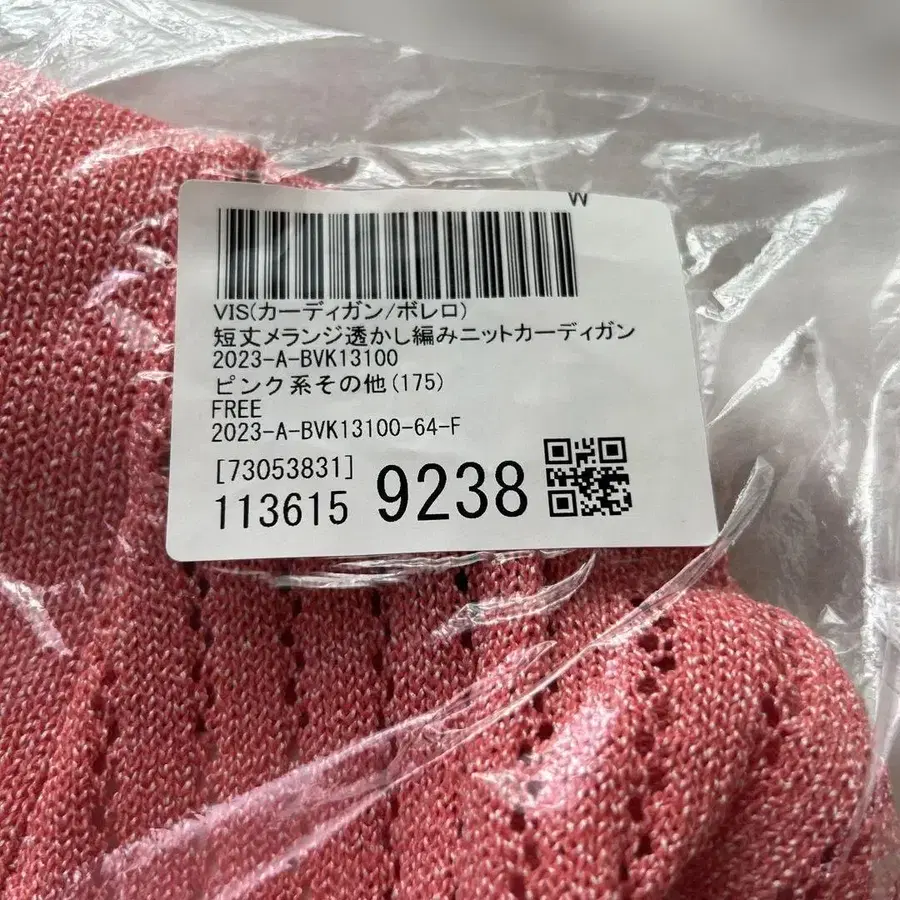 W
VIS(カーディガン/ボレロ)
短丈メランジ透かし編みニットカーディガン
2023-A-BVK13100
ピンク系その他(175)
FREE
2023-A-BVK13100-64-F
[73053831]
113615 9238